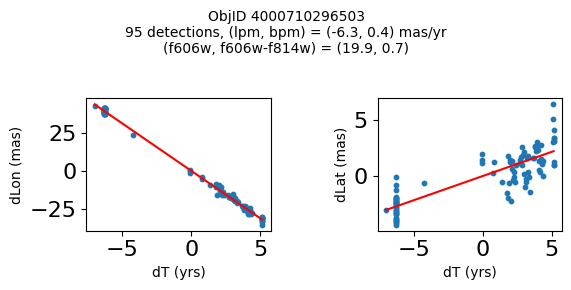 ObjID 4000710296503
95 detections, (lpm, bpm) = (-6.3, 0.4) mas/yr
(f606w, f606w-f814w) = (19.9, 0.7)
dLon (mas)
25
0
−25
−5
0
5
dT (yrs)
dLat (mas)
5
0
−5
0
5
dT (yrs)